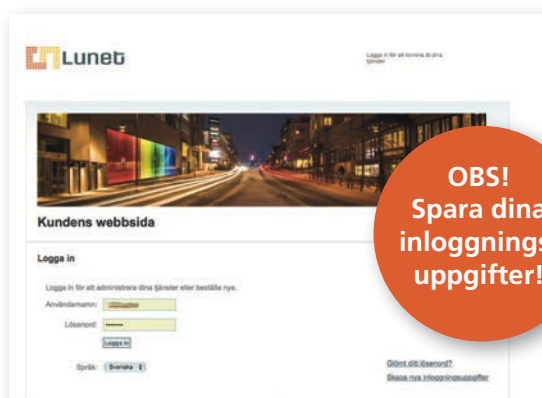 Lunet
Logga in för att komma åt dina
tjänster
OBS!
Spara dina
inloggnings
uppgifter!
Kundens webbsida
Logga in
Logga in för att administrera dina tjänster eller beställa nya.
Användarnamn:
Lösenord:
Logga in
Språk: Svenska
Glömt ditt lösenord?
Skapa nya inloggningsuppgifter